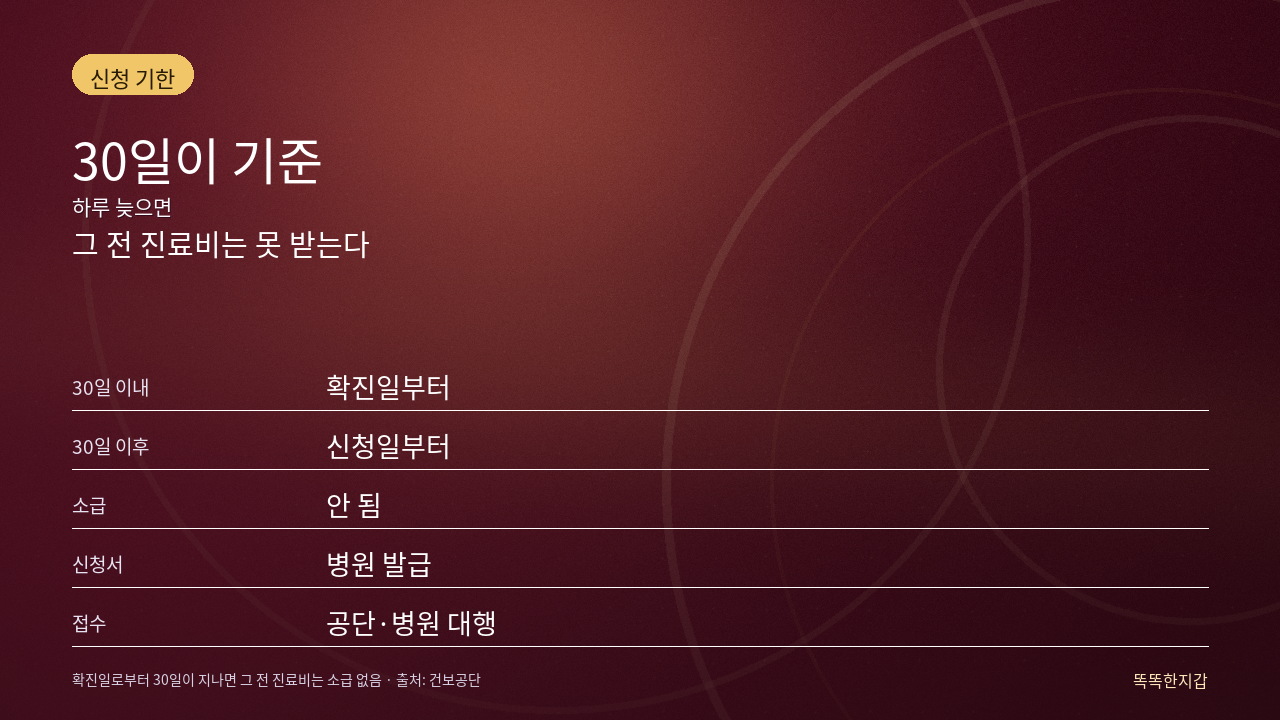 신청 기한
30일이 기준
하루 늦으면
그 전 진료비는 못 받는다
30일 이내 확진일부터
30일 이후 신청일부터
소급 안 됨
신청서 병원 발급
접수 공단·병원 대행
확진일로부터 30일이 지나면 그 전 진료비는 소급 없음 · 출처: 건보공단
똑똑한지갑